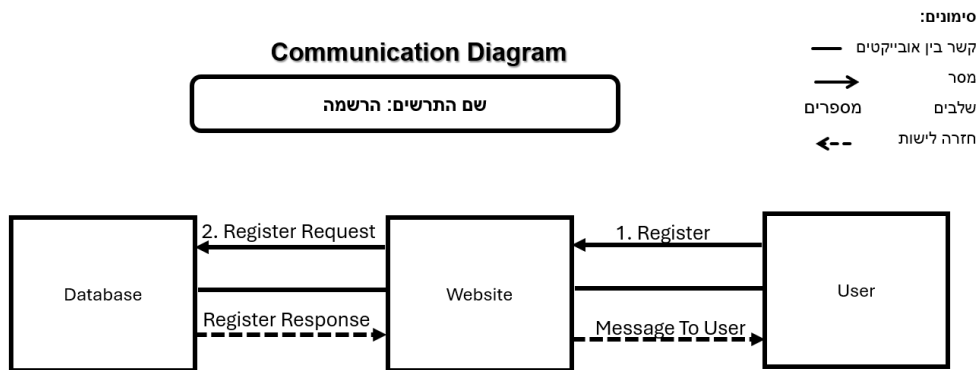 סימונים:
קשר בין אובייקטים
מסר
שלבים מספרים
חזרה לישות
Communication Diagram
שם התרשים: הרשמה
2. Register Request
1. Register
Database
Website
User
Register Response
Message To User